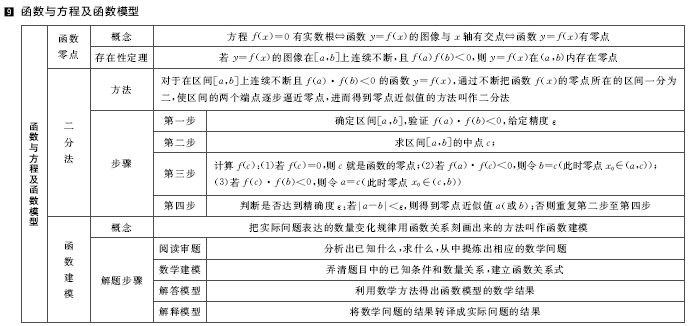 9 函数与方程及函数模型
函数与方程及函数模型
函数零点
概念
方程 f(x)=0 有实数根⇔函数 y=f(x)的图像与 x 轴有交点⇔函数 y=f(x)有零点
存在性定理
若 y=f(x)的图像在[a,b]上连续不断,且 f(a)f(b)<0,则 y=f(x)在(a,b)内存在零点
二分法
方法
对于在区间[a,b]上连续不断且 f(a)·f(b)<0 的函数 y=f(x),通过不断把函数 f(x)的零点所在的区间一分为
二,使区间的两个端点逐步逼近零点,进而得到零点近似值的方法叫作二分法
步骤
第一步
确定区间[a,b],验证 f(a)·f(b)<0,给定精度 ε
第二步
求区间[a,b]的中点 c;
第三步
计算 f(c):(1)若 f(c)=0,则 c 就是函数的零点;(2)若 f(a)·f(c)<0,则令 b=c(此时零点 x₀∈(a,c));
(3)若 f(c)·f(b)<0,则令 a=c(此时零点 x₀∈(c,b))
第四步
判断是否达到精确度 ε:若|a-b|<ε,则得到零点近似值 a(或 b);否则重复第二步至第四步
函数建模
概念
把实际问题表达的数量变化规律用函数关系刻画出来的方法叫作函数建模
解题步骤
阅读审题
分析出已知什么,求什么,从中提炼出相应的数学问题
数学建模
弄清题目中的已知条件和数量关系,建立函数关系式
解答模型
利用数学方法得出函数模型的数学结果
解释模型
将数学问题的结果转译成实际问题的结果